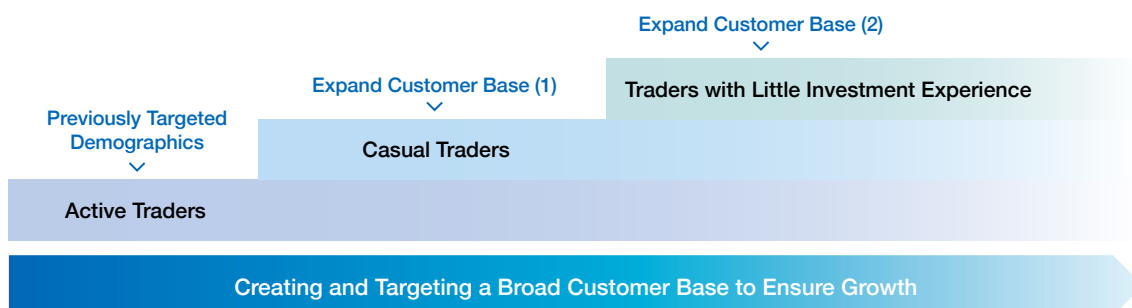 Expand Customer Base (2)
Traders with Little Investment Experience
Expand Customer Base (1)
Casual Traders
Previously Targeted
Demographics
Active Traders
Creating and Targeting a Broad Customer Base to Ensure Growth